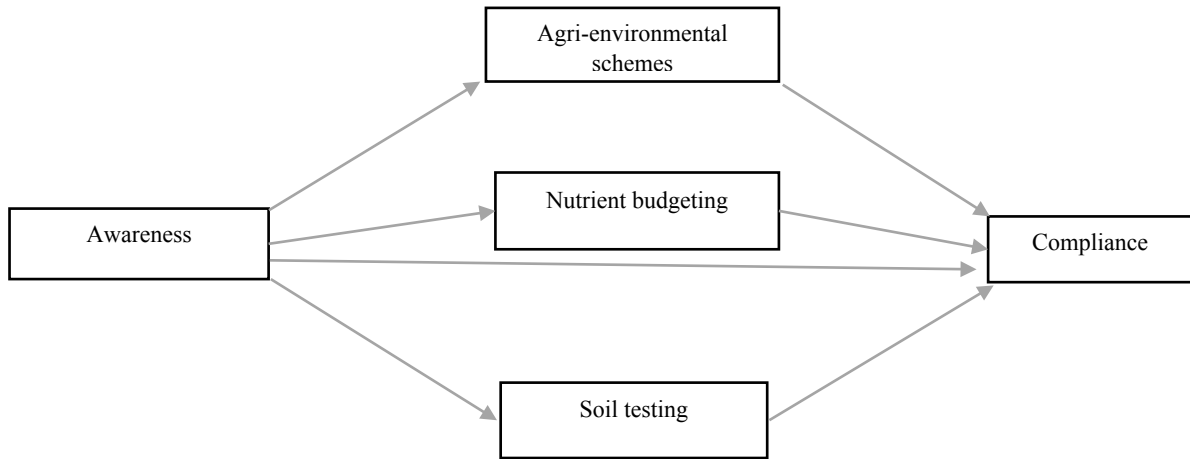 Agri-environmental
schemes
Nutrient budgeting
Awareness
Compliance
Soil testing